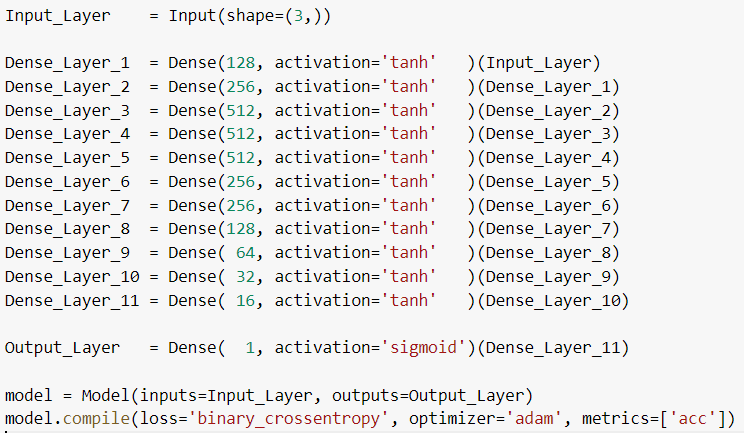 Input_Layer    = Input(shape=(3,))
Dense_Layer_1  = Dense(128, activation='tanh'   )(Input_Layer)
Dense_Layer_2  = Dense(256, activation='tanh'   )(Dense_Layer_1)
Dense_Layer_3  = Dense(512, activation='tanh'   )(Dense_Layer_2)
Dense_Layer_4  = Dense(512, activation='tanh'   )(Dense_Layer_3)
Dense_Layer_5  = Dense(512, activation='tanh'   )(Dense_Layer_4)
Dense_Layer_6  = Dense(256, activation='tanh'   )(Dense_Layer_5)
Dense_Layer_7  = Dense(256, activation='tanh'   )(Dense_Layer_6)
Dense_Layer_8  = Dense(128, activation='tanh'   )(Dense_Layer_7)
Dense_Layer_9  = Dense( 64, activation='tanh'   )(Dense_Layer_8)
Dense_Layer_10 = Dense( 32, activation='tanh'   )(Dense_Layer_9)
Dense_Layer_11 = Dense( 16, activation='tanh'   )(Dense_Layer_10)
Output_Layer   = Dense(  1, activation='sigmoid')(Dense_Layer_11)
model = Model(inputs=Input_Layer, outputs=Output_Layer)
model.compile(loss='binary_crossentropy', optimizer='adam', metrics=['acc'])